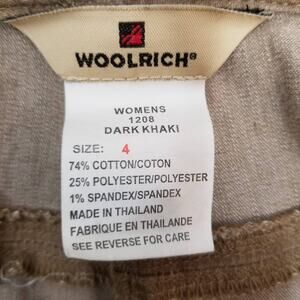 WOOLRICH®
WOMENS
1208
DARK KHAKI
SIZE: 4
74% COTTON/COTON
25% POLYESTER/POLYESTER
1% SPANDEX/SPANDEX
MADE IN THAILAND
FABRIQUE EN THAILANDE
SEE REVERSE FOR CARE